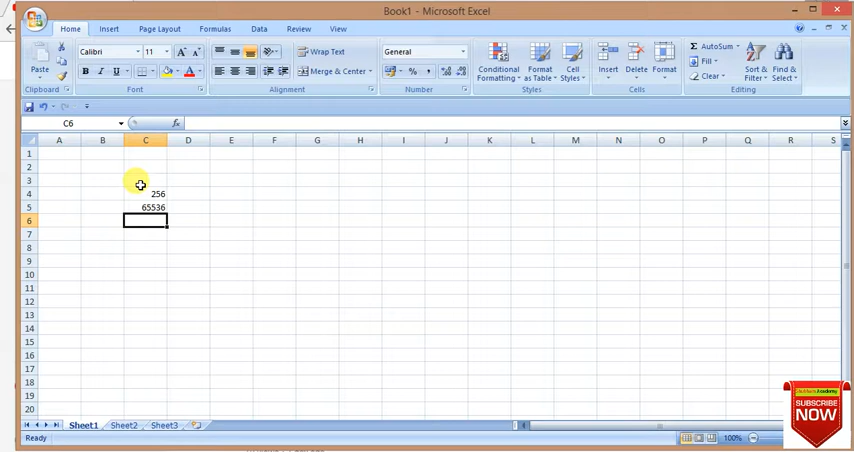 Book1 - Microsoft Excel
Home Insert Page Layout Formulas Data Review View
Paste
Clipboard
Calibri 11
B I U
Font
Wrap Text
Merge & Center
Alignment
General
%
Number
Conditional Formatting
Format as Table
Cell Styles
Styles
Insert Delete Format
Cells
AutoSum
Fill
Clear
Sort & Filter
Find & Select
Editing
C6 fx
A B C D E F G H I J K L M N O P Q R S
1
2
3
4 256
5 65536
6
7
8
9
10
11
12
13
14
15
16
17
18
19
20
Sheet1 Sheet2 Sheet3
Ready 100%
SUBSCRIBE
NOW